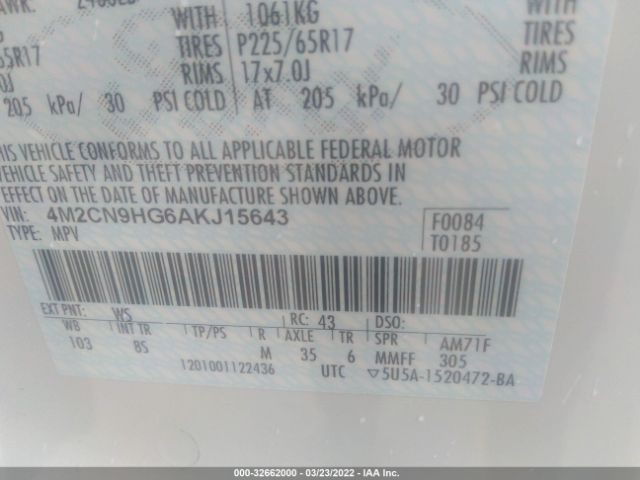 WITH 1061KG WITH
TIRES P225/65R17 TIRES
RIMS 17x7.0J RIMS
205 kPa/ 30 PSI COLD AT 205 kPa/ 30 PSI COLD
THIS VEHICLE CONFORMS TO ALL APPLICABLE FEDERAL MOTOR
VEHICLE SAFETY AND THEFT PREVENTION STANDARDS IN
EFFECT ON THE DATE OF MANUFACTURE SHOWN ABOVE.
VIN: 4M2CN9HG6AKJ15643 F0084
TYPE: MPV T0185
EXT PNT: WS RC: 43 DSO:
WB INT TR TP/PS R AXLE TR SPR AM71F
103 8S M 35 6 MMFF 305
1201001122436 UTC ▽5U5A-1520472-BA
000-32662000 - 03/23/2022 - IAA Inc.